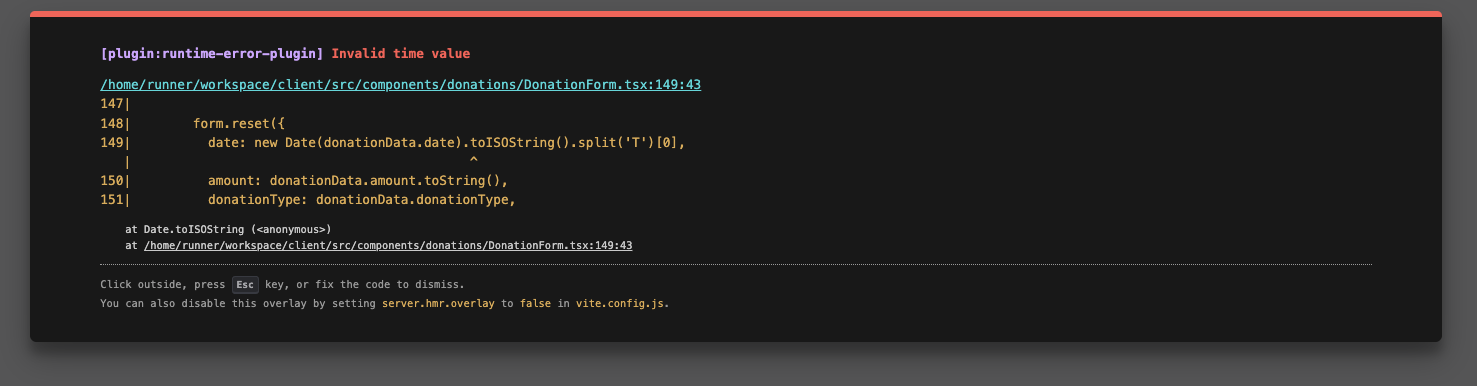 [plugin:runtime-error-plugin] Invalid time value
/home/runner/workspace/client/src/components/donations/DonationForm.tsx:149:43
147|
148|        form.reset({
149|          date: new Date(donationData.date).toISOString().split('T')[0],
   |                                            ^
150|          amount: donationData.amount.toString(),
151|          donationType: donationData.donationType,
at Date.toISOString (<anonymous>)
at /home/runner/workspace/client/src/components/donations/DonationForm.tsx:149:43
Click outside, press Esc key, or fix the code to dismiss.
You can also disable this overlay by setting server.hmr.overlay to false in vite.config.js.